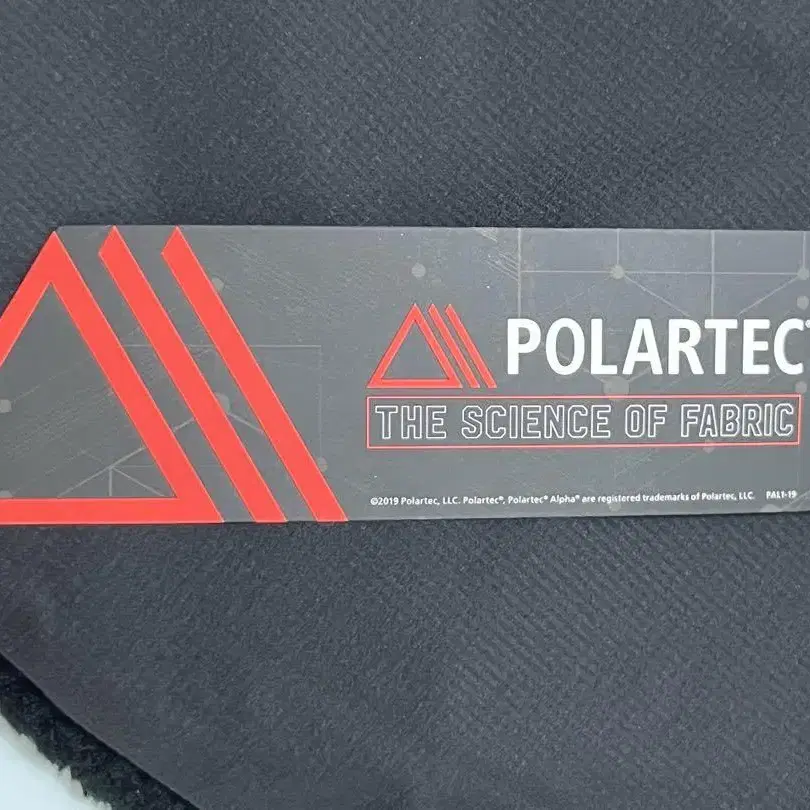 POLARTEC
THE SCIENCE OF FABRIC
©2019 Polartec, LLC. Polartec®, Polartec® Alpha® are registered trademarks of Polartec, LLC. PAL1-19